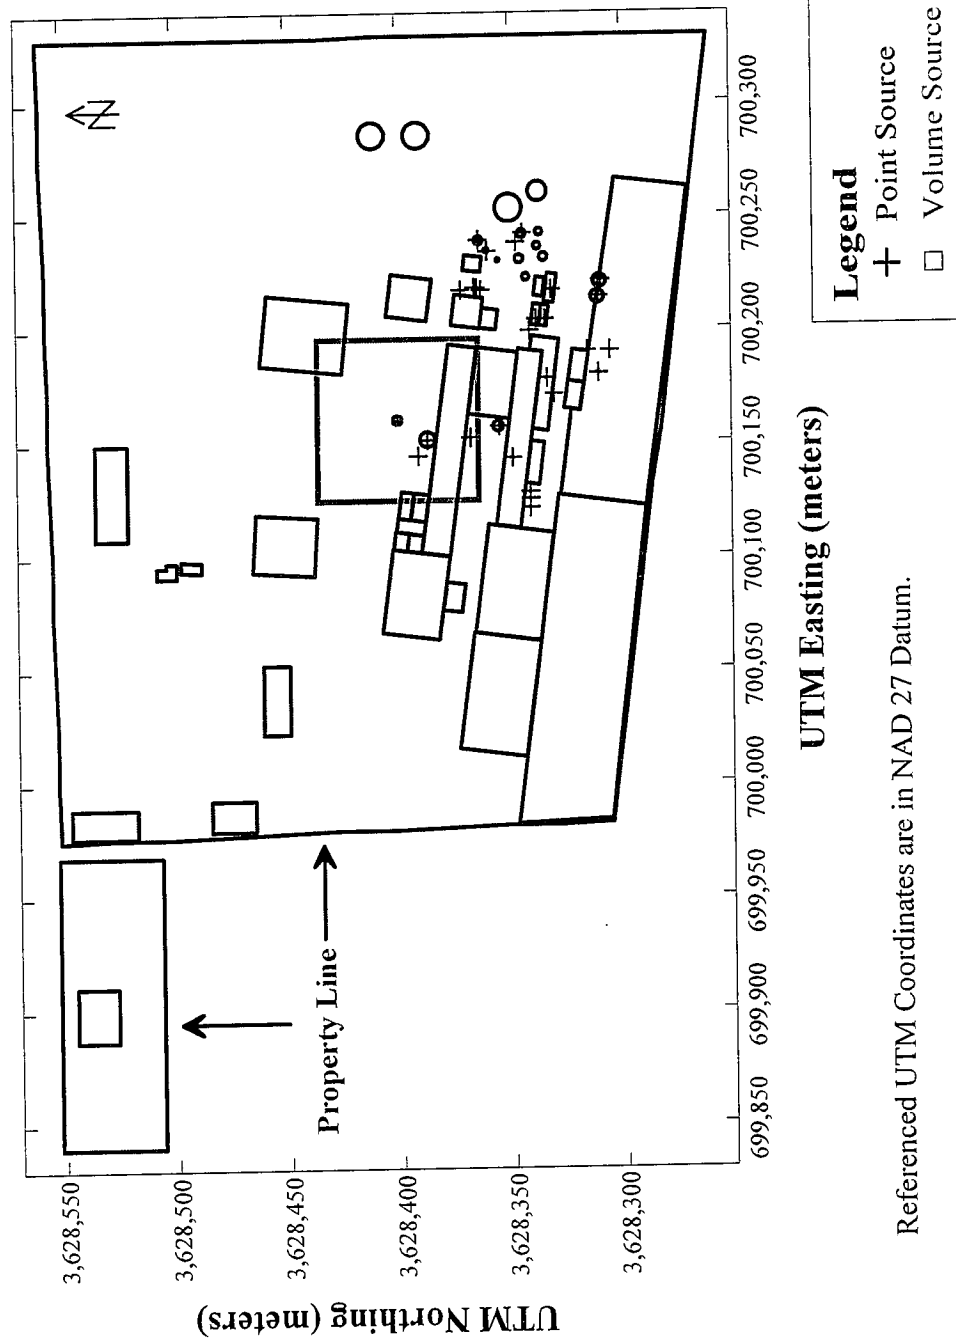 UTM Northing (meters)
3,628,550
3,628,500
3,628,450
3,628,400
3,628,350
3,628,300
N
Property Line
699,850
699,900
699,950
700,000
700,050
700,100
700,150
700,200
700,250
700,300
UTM Easting (meters)
Legend
Point Source
Volume Source
Referenced UTM Coordinates are in NAD 27 Datum.